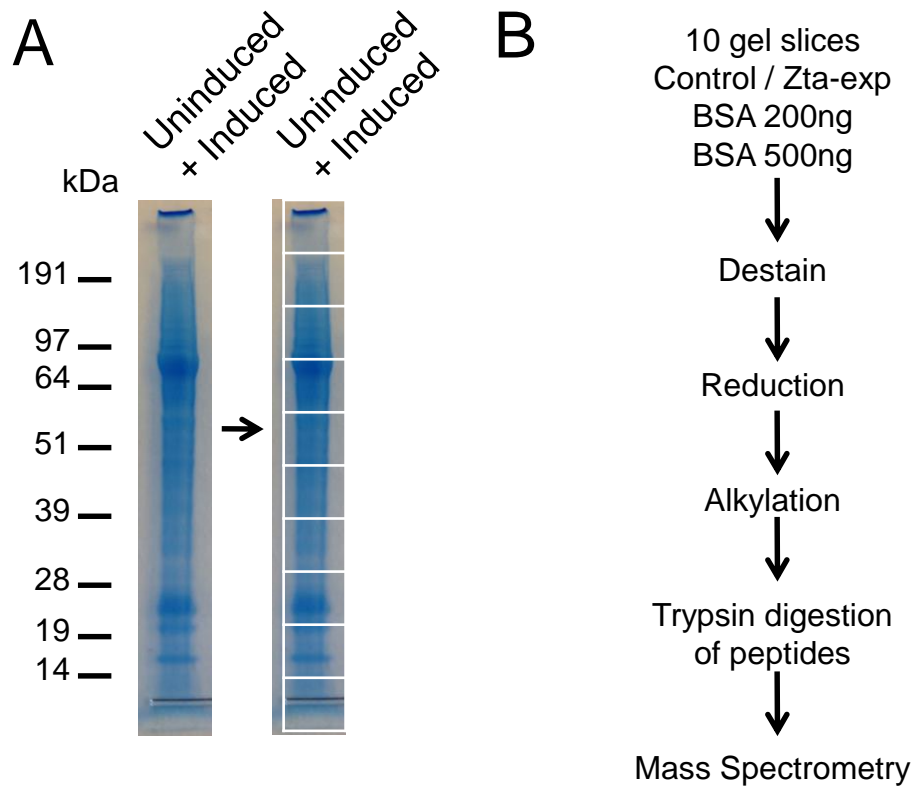 A
Uninduced
+ Induced
Uninduced
+ Induced
kDa
191
97
64
51
39
28
19
14
B
10 gel slices
Control / Zta-exp
BSA 200ng
BSA 500ng
Destain
Reduction
Alkylation
Trypsin digestion
of peptides
Mass Spectrometry